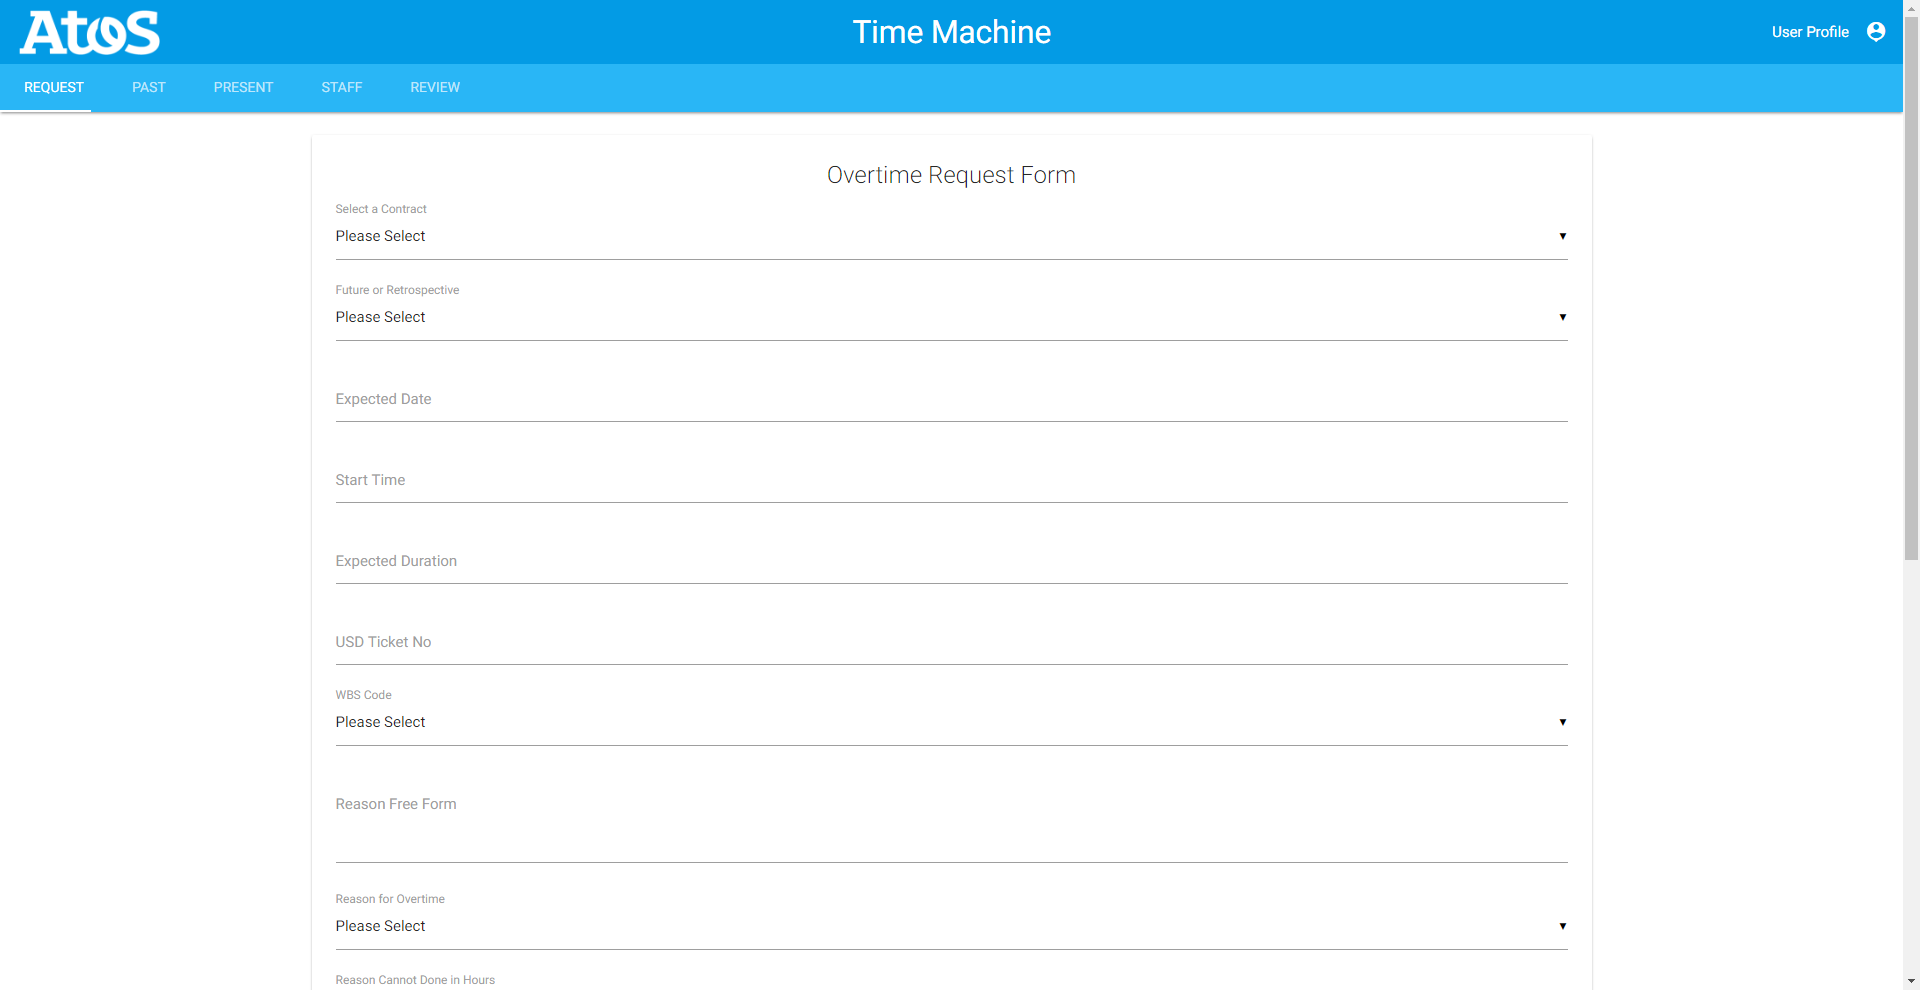 Atos
Time Machine
User Profile
REQUEST PAST PRESENT STAFF REVIEW
Overtime Request Form
Select a Contract
Please Select
Future or Retrospective
Please Select
Expected Date
Start Time
Expected Duration
USD Ticket No
WBS Code
Please Select
Reason Free Form
Reason for Overtime
Please Select
Reason Cannot Done in Hours